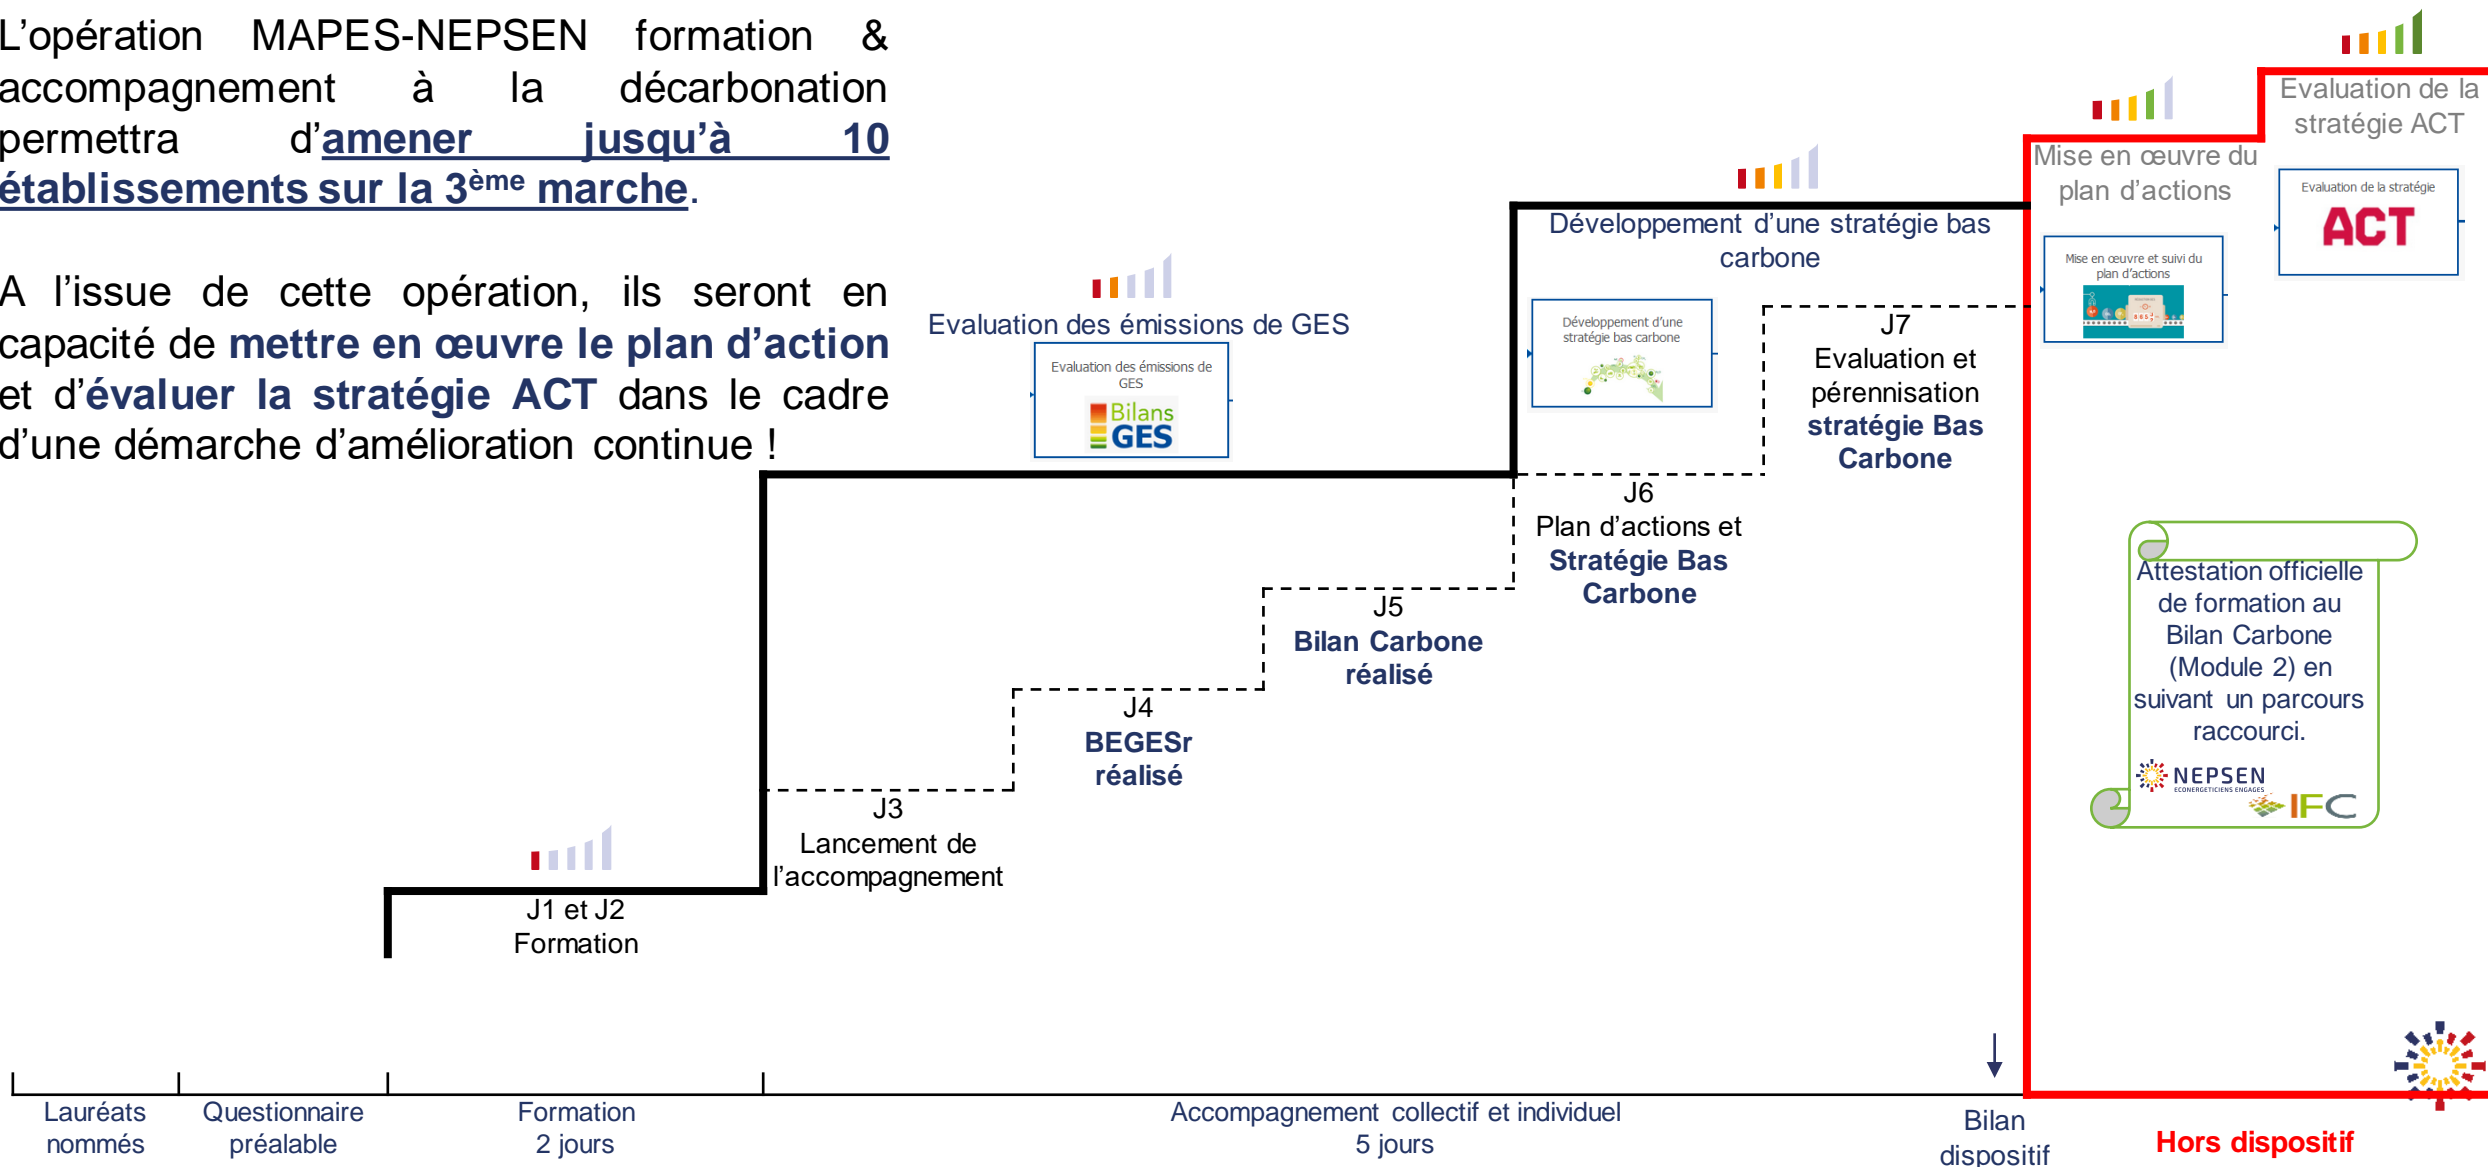 L'opération MAPES-NEPSEN formation &
accompagnement à la décarbonation
permettra d'amener jusqu'à 10
établissements sur la 3ème marche.
A l'issue de cette opération, ils seront en
capacité de mettre en œuvre le plan d'action
et d'évaluer la stratégie ACT dans le cadre
d'une démarche d'amélioration continue !
Evaluation de la
stratégie ACT
Evaluation de la stratégie
ACT
Mise en œuvre du
plan d'actions
Mise en œuvre et suivi du
plan d'actions
Développement d'une stratégie bas
carbone
Développement d'une
stratégie bas carbone
Evaluation des émissions de GES
Evaluation des émissions de
GES
Bilans
GES
J7
Evaluation et
pérennisation
stratégie Bas
Carbone
J6
Plan d'actions et
Stratégie Bas
Carbone
J5
Bilan Carbone
réalisé
J4
BEGESr
réalisé
J3
Lancement de
l'accompagnement
J1 et J2
Formation
Attestation officielle
de formation au
Bilan Carbone
(Module 2) en
suivant un parcours
raccourci.
NEPSEN
ECONERGETICIENS ENGAGES
IFC
Lauréats
nommés
Questionnaire
préalable
Formation
2 jours
Accompagnement collectif et individuel
5 jours
Bilan
dispositif
Hors dispositif